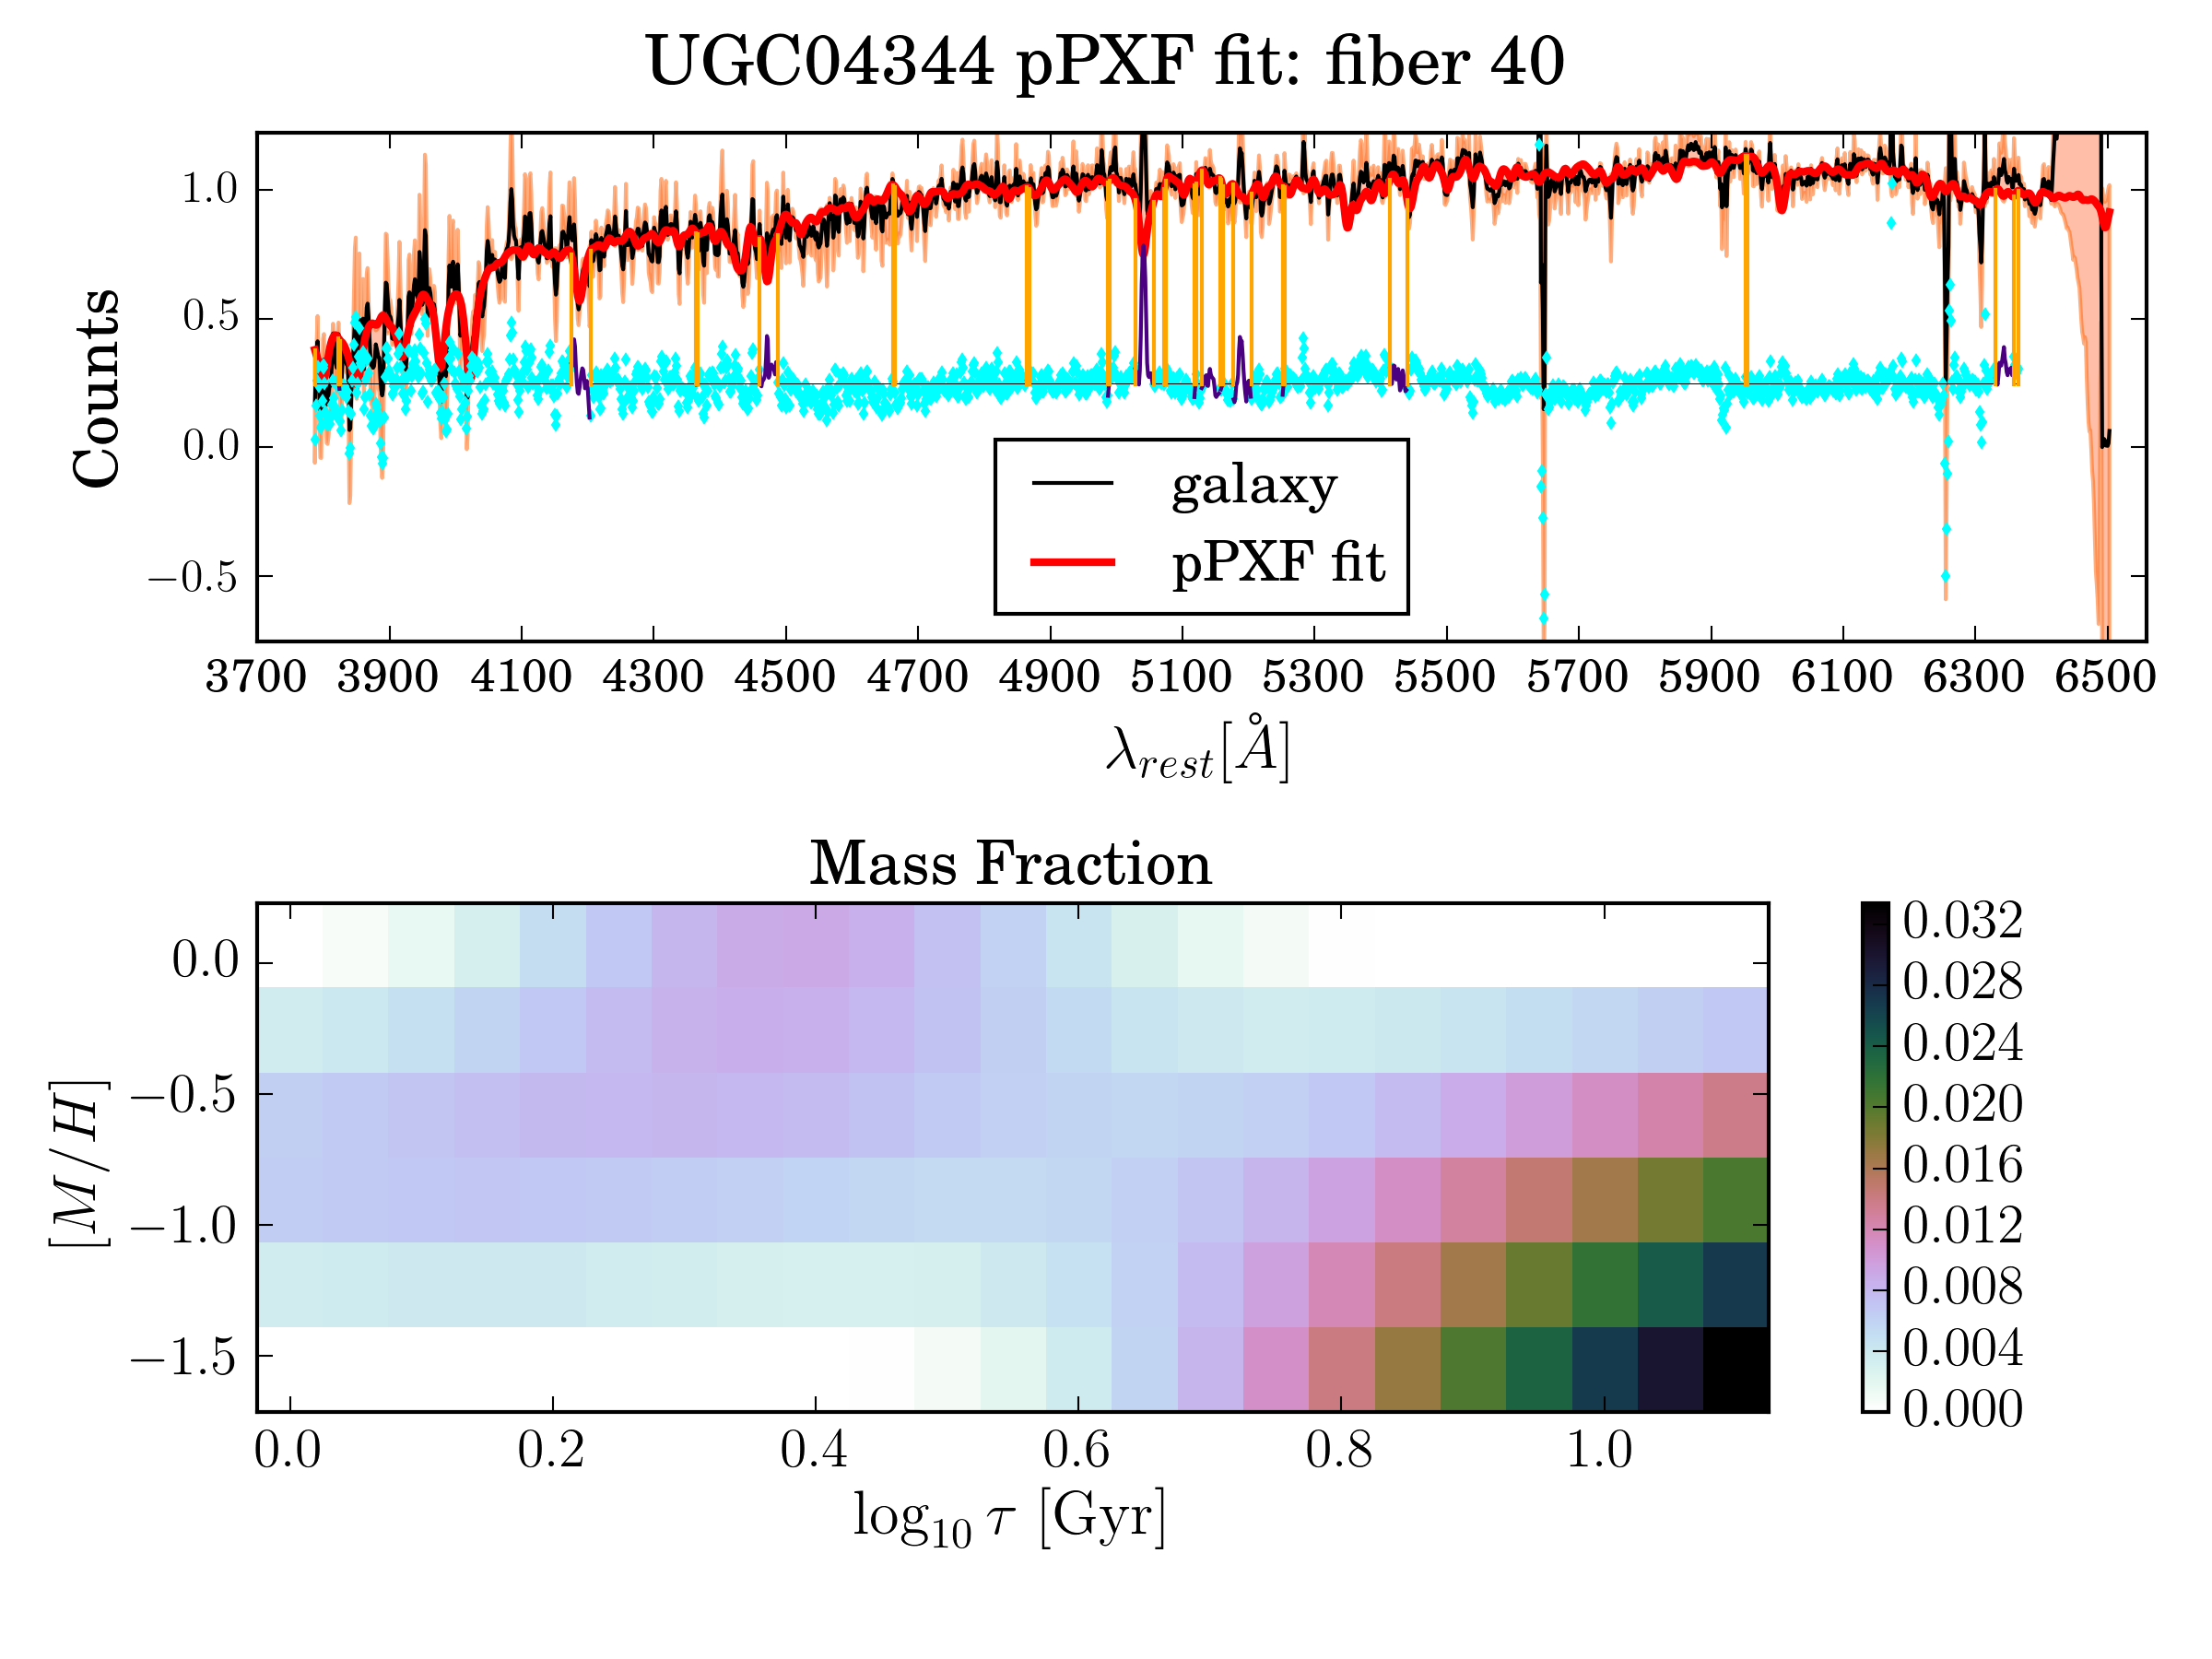 UGC04344 pPXF fit: fiber 40
Counts
1.0
0.5
0.0
−0.5
galaxy
pPXF fit
3700 3900 4100 4300 4500 4700 4900 5100 5300 5500 5700 5900 6100 6300 6500
λrest[Å]
Mass Fraction
[M/H]
0.0
−0.5
−1.0
−1.5
0.0 0.2 0.4 0.6 0.8 1.0
log10 τ [Gyr]
0.032
0.028
0.024
0.020
0.016
0.012
0.008
0.004
0.000